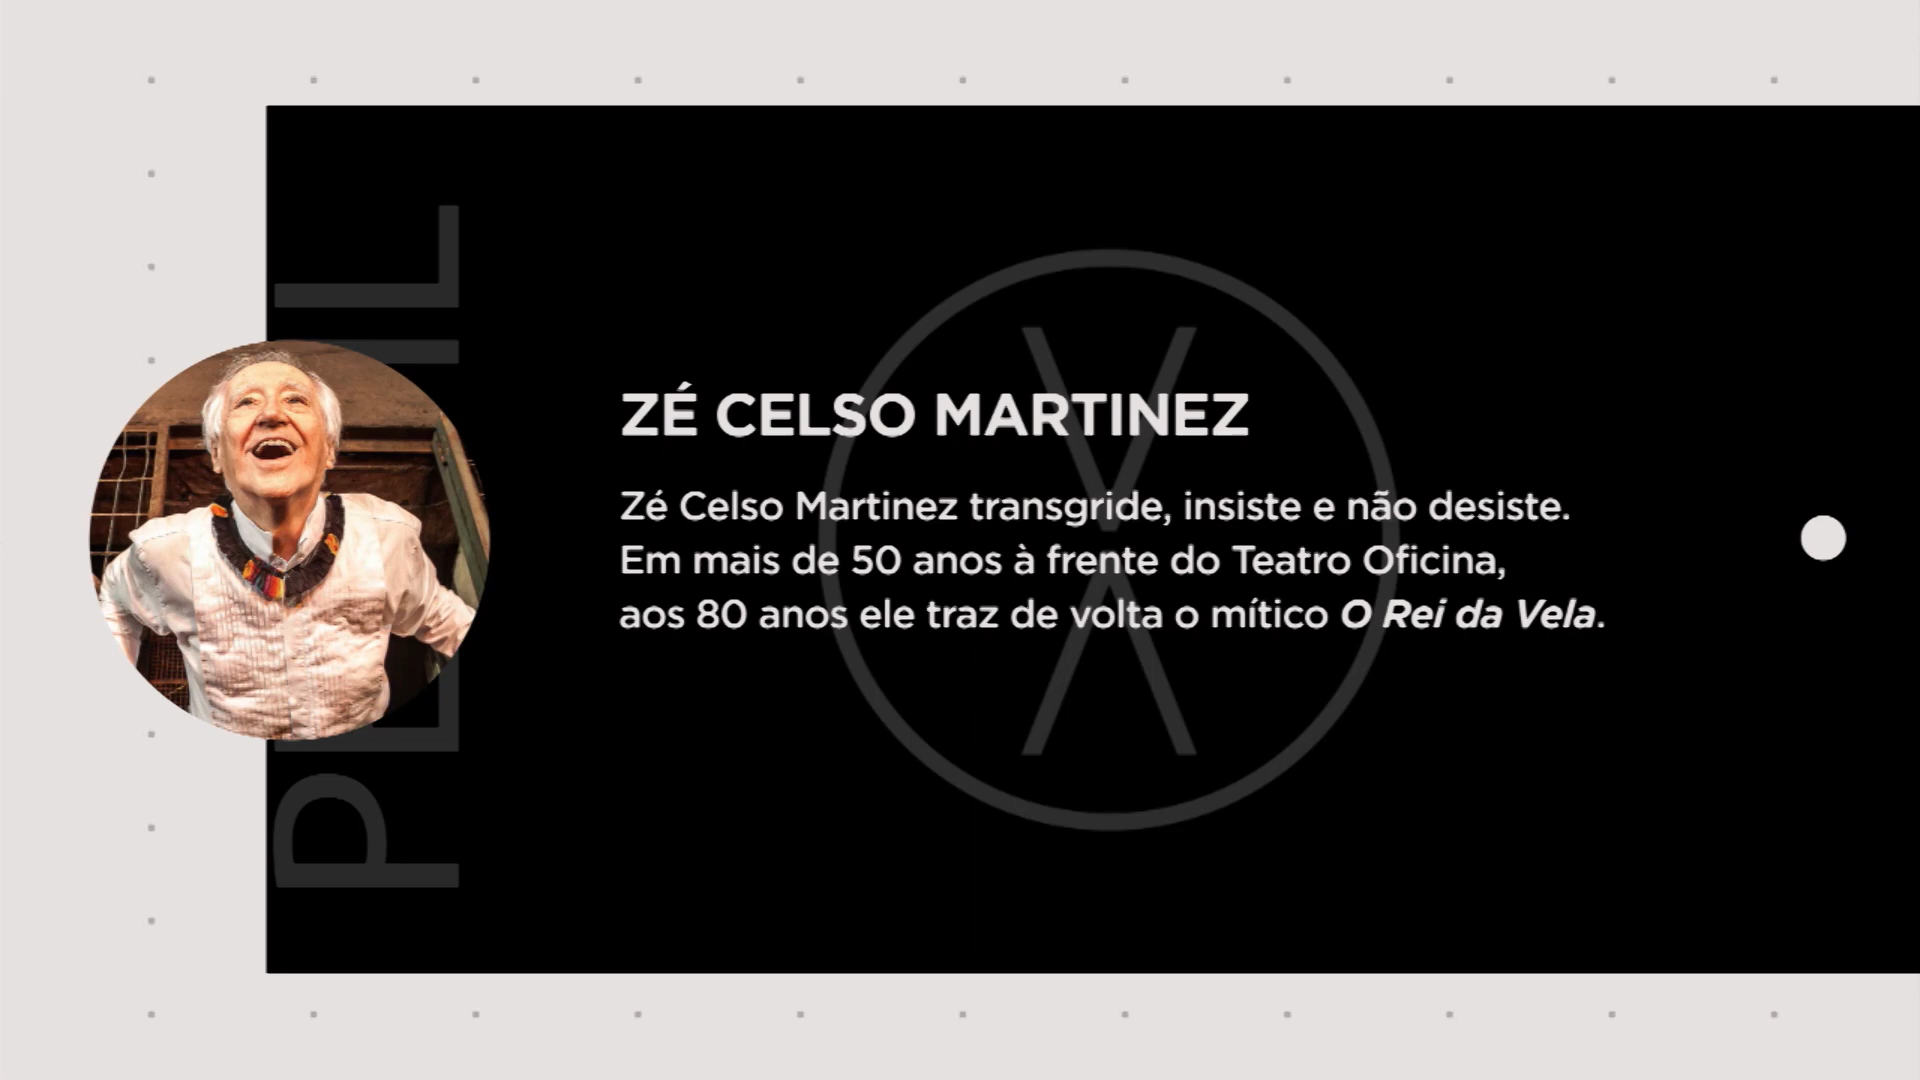 ZÉ CELSO MARTINEZ
Zé Celso Martinez transgride, insiste e não desiste.
Em mais de 50 anos à frente do Teatro Oficina,
aos 80 anos ele traz de volta o mítico O Rei da Vela.